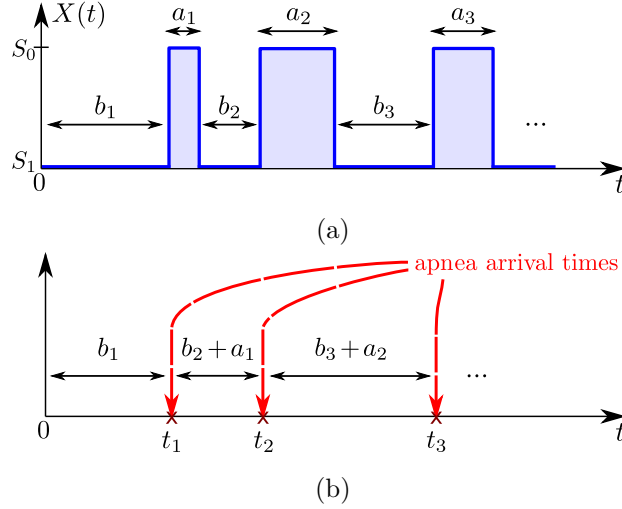 X(t) a₁ a₂ a₃
S₀
b₁ b₂ b₃ ...
S₁
0 t
(a)
apnea arrival times
b₁ b₂+a₁ b₃+a₂ ...
0 t₁ t₂ t₃ t
(b)